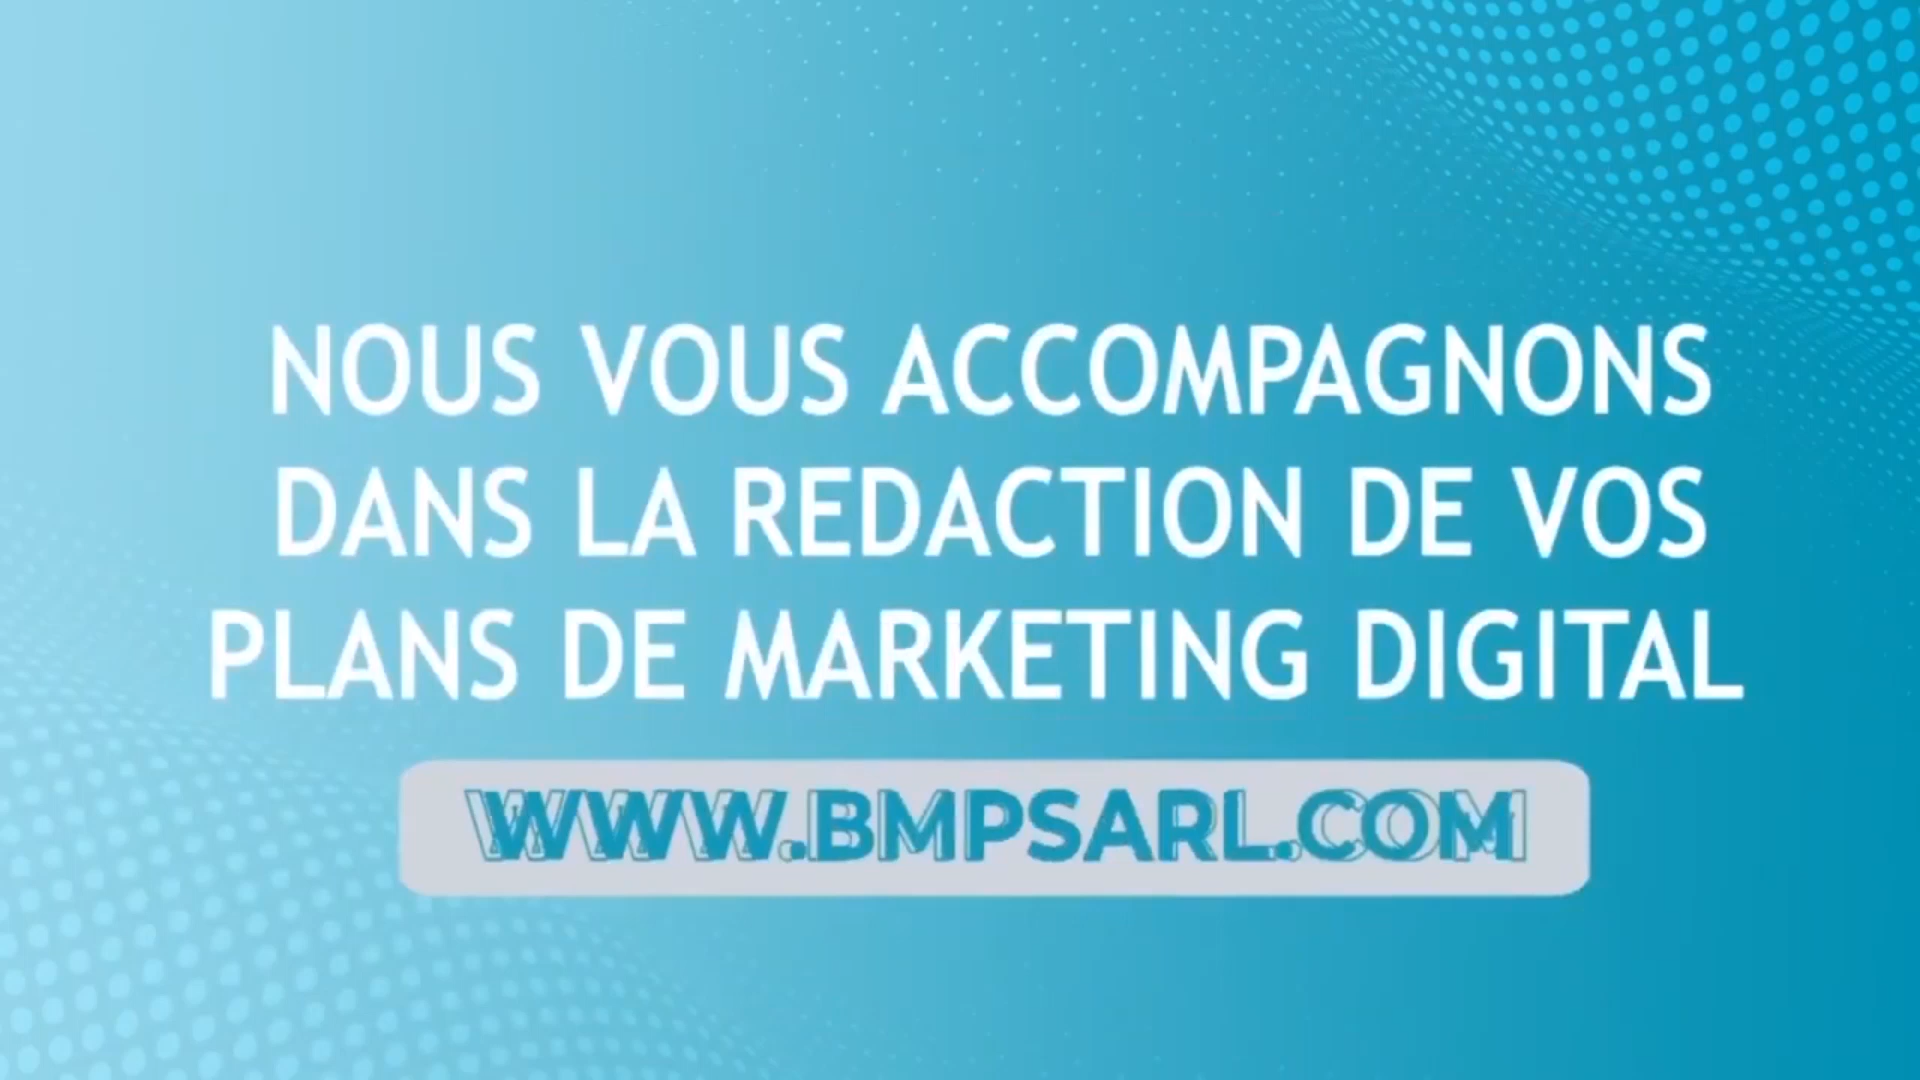 NOUS VOUS ACCOMPAGNONS
DANS LA REDACTION DE VOS
PLANS DE MARKETING DIGITAL
WWW.BMPSARL.COM